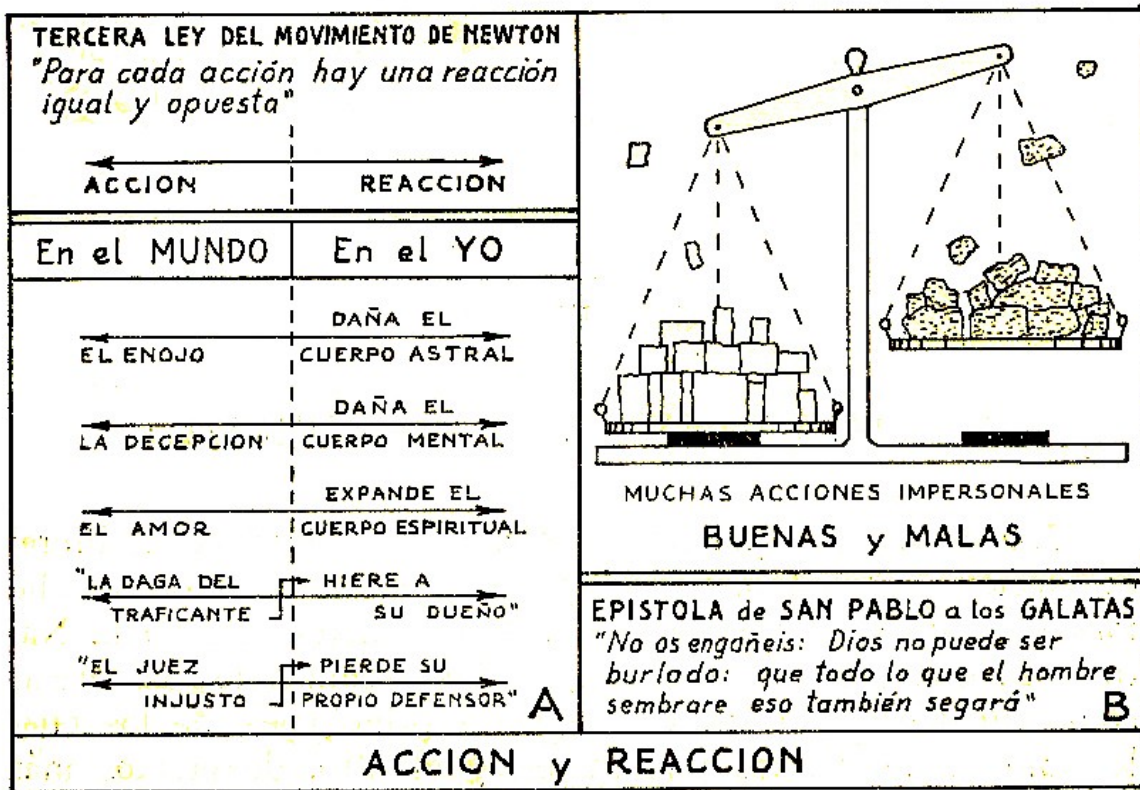 TERCERA LEY DEL MOVIMIENTO DE NEWTON
"Para cada acción hay una reacción
igual y opuesta"
ACCION
REACCION
En el MUNDO
En el YO
EL ENOJO
DAÑA EL
CUERPO ASTRAL
LA DECEPCION
DAÑA EL
CUERPO MENTAL
EL AMOR
EXPANDE EL
CUERPO ESPIRITUAL
"LA DAGA DEL
TRAFICANTE
HIERE A
SU DUEÑO"
"EL JUEZ
INJUSTO
PIERDE SU
PROPIO DEFENSOR"
A
MUCHAS ACCIONES IMPERSONALES
BUENAS y MALAS
EPISTOLA de SAN PABLO a los GALATAS
"No os engañeis: Dios no puede ser
burlado: que todo lo que el hombre
sembrare eso también segará"
B
ACCION y REACCION